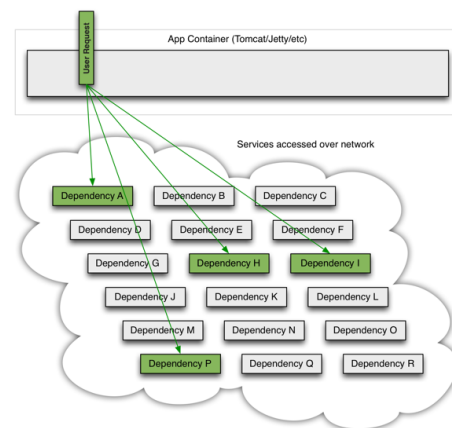 User Request
App Container (Tomcat/Jetty/etc)
Services accessed over network
Dependency A
Dependency B
Dependency C
Dependency D
Dependency E
Dependency F
Dependency G
Dependency H
Dependency I
Dependency J
Dependency K
Dependency L
Dependency M
Dependency N
Dependency O
Dependency P
Dependency Q
Dependency R